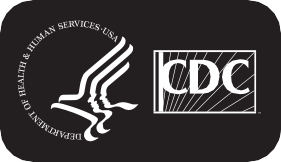 DEPARTMENT OF HEALTH & HUMAN SERVICES·USA
CDC